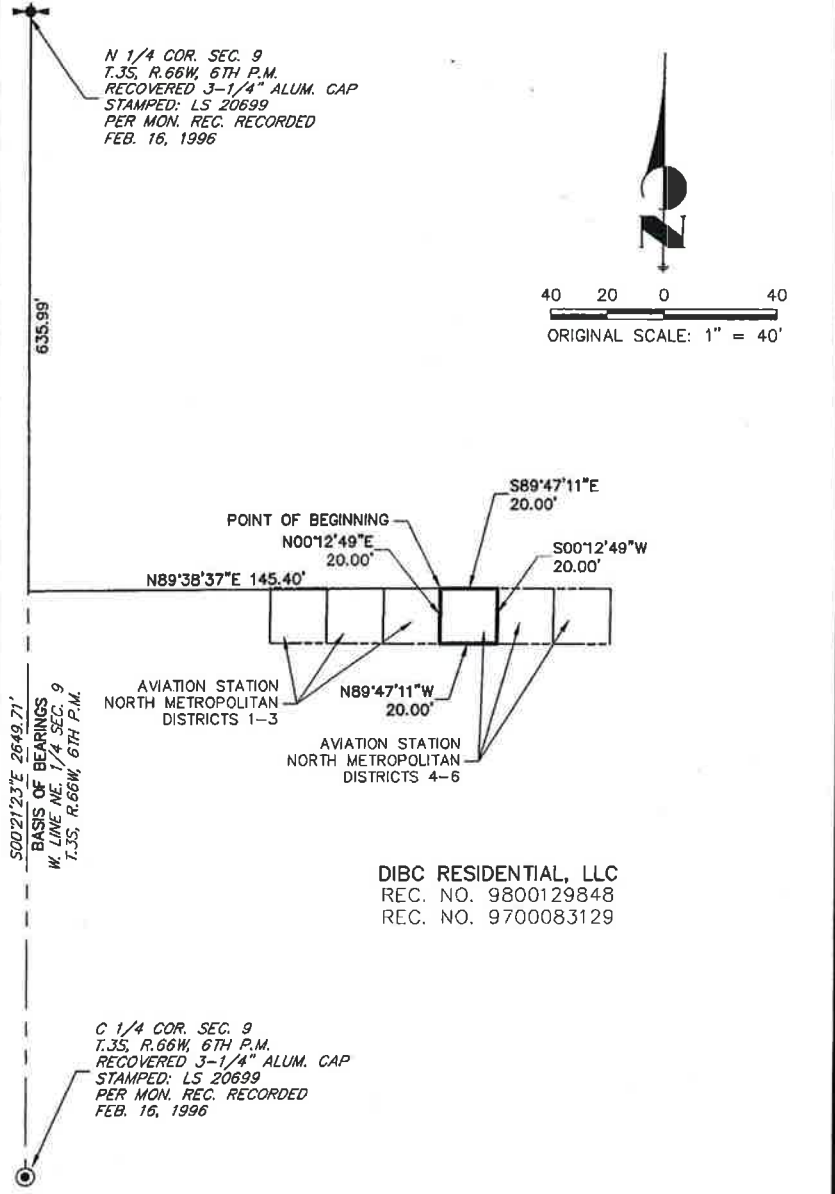 N 1/4 COR. SEC. 9
T.3S, R.66W, 6TH P.M.
RECOVERED 3-1/4" ALUM. CAP
STAMPED: LS 20699
PER MON. REC. RECORDED
FEB. 16, 1996
N
40 20 0 40
ORIGINAL SCALE: 1" = 40'
635.99'
S89°47'11"E
20.00'
POINT OF BEGINNING
N00°12'49"E
20.00'
S00°12'49"W
20.00'
N89°38'37"E 145.40'
AVIATION STATION
NORTH METROPOLITAN
DISTRICTS 1-3
N89°47'11"W
20.00'
AVIATION STATION
NORTH METROPOLITAN
DISTRICTS 4-6
S00°21'23"E 2649.71'
BASIS OF BEARINGS
W. LINE NE. 1/4 SEC. 9
T.3S, R.66W, 6TH P.M.
DIBC RESIDENTIAL, LLC
REC. NO. 9800129848
REC. NO. 9700083129
C 1/4 COR. SEC. 9
T.3S, R.66W, 6TH P.M.
RECOVERED 3-1/4" ALUM. CAP
STAMPED: LS 20699
PER MON. REC. RECORDED
FEB. 16, 1996